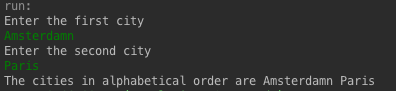 run:
Enter the first city
Amsterdamn
Enter the second city
Paris
The cities in alphabetical order are Amsterdamn Paris